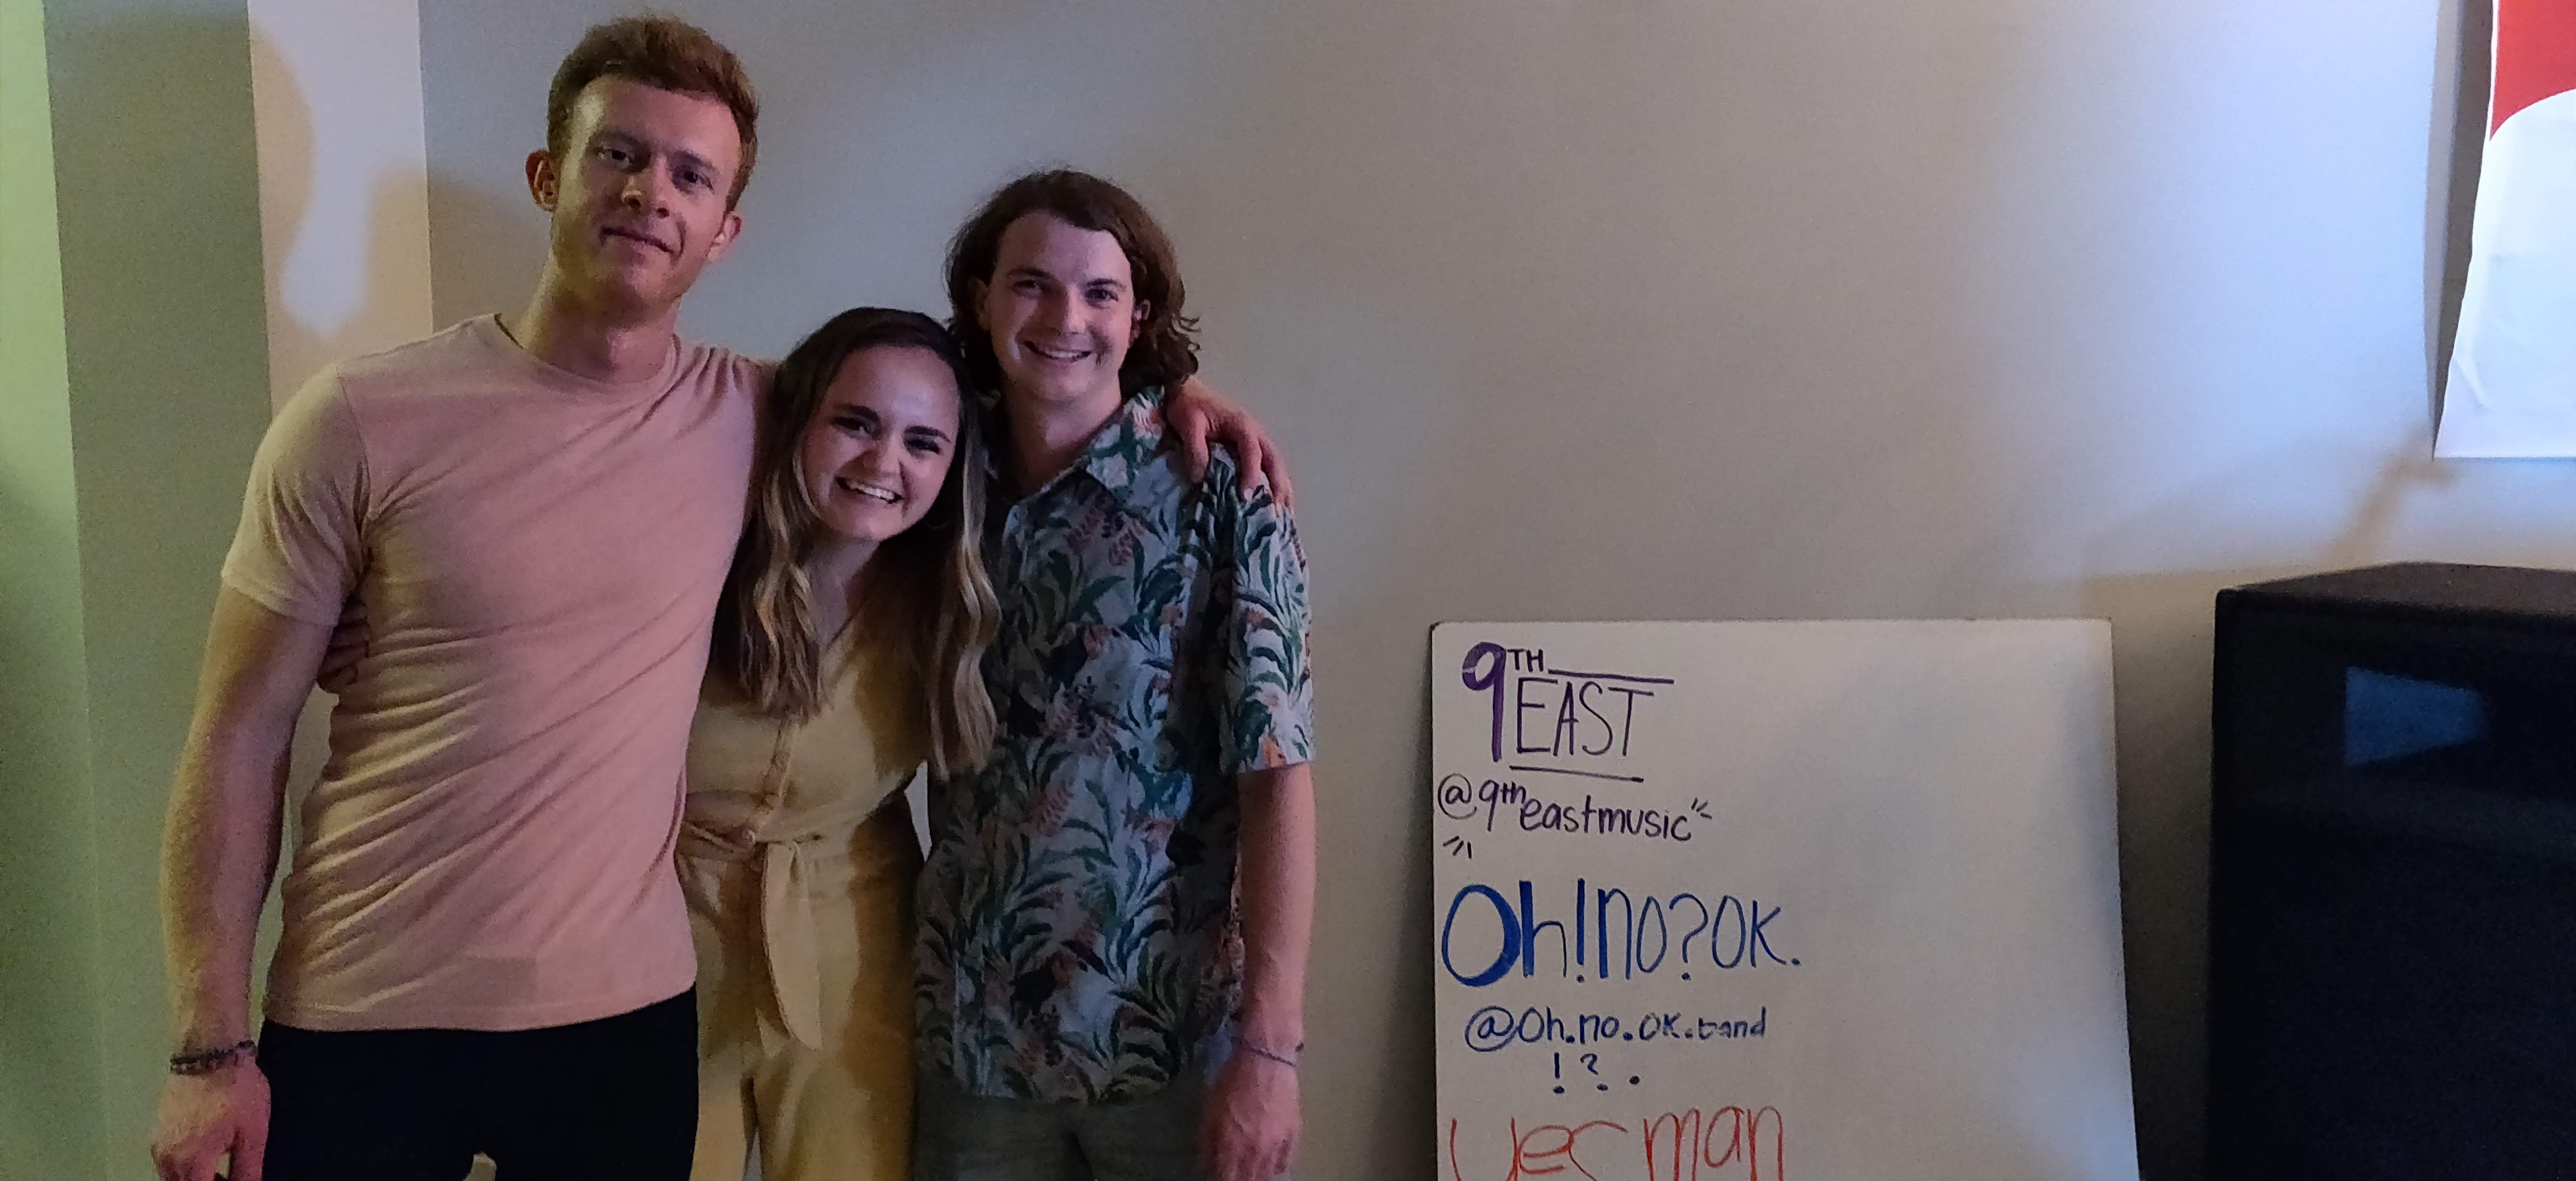 9TH
EAST
@9theastmusic
Oh!no?OK.
@Oh.no.OK.band
! ? .
yes man